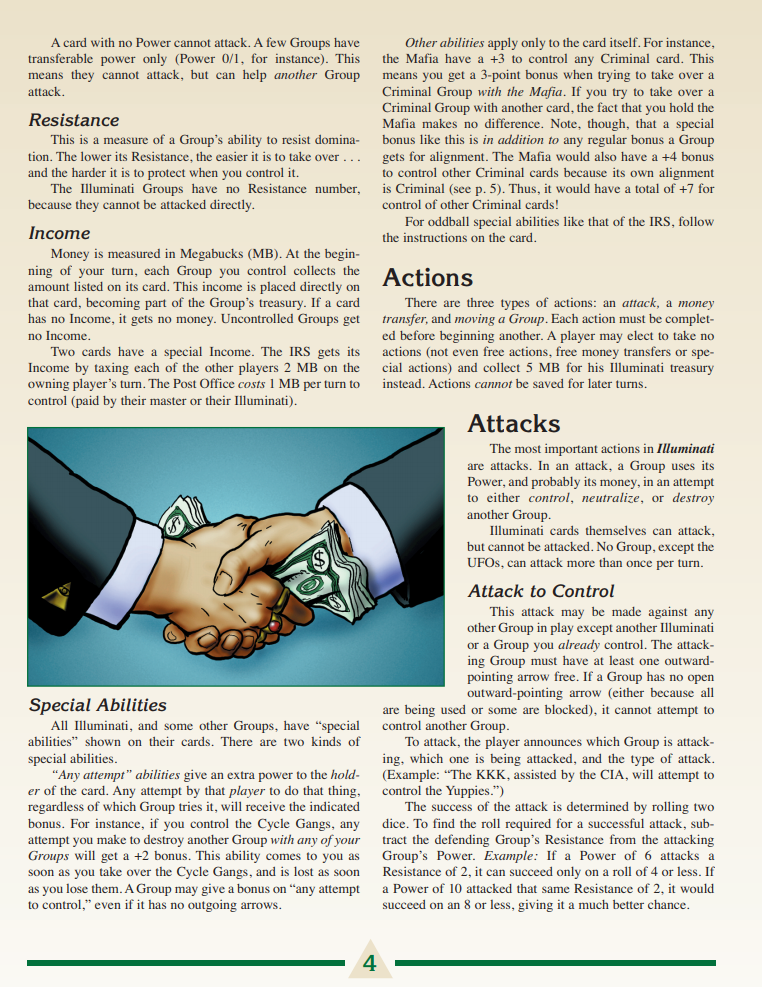 A card with no Power cannot attack. A few Groups have
transferable power only (Power 0/1, for instance). This
means they cannot attack, but can help another Group
attack.
Resistance
This is a measure of a Group's ability to resist domina-
tion. The lower its Resistance, the easier it is to take over . . .
and the harder it is to protect when you control it.
The Illuminati Groups have no Resistance number,
because they cannot be attacked directly.
Income
Money is measured in Megabucks (MB). At the begin-
ning of your turn, each Group you control collects the
amount listed on its card. This income is placed directly on
that card, becoming part of the Group's treasury. If a card
has no Income, it gets no money. Uncontrolled Groups get
no Income.
Two cards have a special Income. The IRS gets its
Income by taxing each of the other players 2 MB on the
owning player's turn. The Post Office costs 1 MB per turn to
control (paid by their master or their Illuminati).
Special Abilities
All Illuminati, and some other Groups, have "special
abilities" shown on their cards. There are two kinds of
special abilities.
"Any attempt" abilities give an extra power to the hold-
er of the card. Any attempt by that player to do that thing,
regardless of which Group tries it, will receive the indicated
bonus. For instance, if you control the Cycle Gangs, any
attempt you make to destroy another Group with any of your
Groups will get a +2 bonus. This ability comes to you as
soon as you take over the Cycle Gangs, and is lost as soon
as you lose them. A Group may give a bonus on "any attempt
to control," even if it has no outgoing arrows.
Other abilities apply only to the card itself. For instance,
the Mafia have a +3 to control any Criminal card. This
means you get a 3-point bonus when trying to take over a
Criminal Group with the Mafia. If you try to take over a
Criminal Group with another card, the fact that you hold the
Mafia makes no difference. Note, though, that a special
bonus like this is in addition to any regular bonus a Group
gets for alignment. The Mafia would also have a +4 bonus
to control other Criminal cards because its own alignment
is Criminal (see p. 5). Thus, it would have a total of +7 for
control of other Criminal cards!
For oddball special abilities like that of the IRS, follow
the instructions on the card.
Actions
There are three types of actions: an attack, a money
transfer, and moving a Group. Each action must be complet-
ed before beginning another. A player may elect to take no
actions (not even free actions, free money transfers or spe-
cial actions) and collect 5 MB for his Illuminati treasury
instead. Actions cannot be saved for later turns.
Attacks
The most important actions in Illuminati
are attacks. In an attack, a Group uses its
Power, and probably its money, in an attempt
to either control, neutralize, or destroy
another Group.
Illuminati cards themselves can attack,
but cannot be attacked. No Group, except the
UFOs, can attack more than once per turn.
Attack to Control
This attack may be made against any
other Group in play except another Illuminati
or a Group you already control. The attack-
ing Group must have at least one outward-
pointing arrow free. If a Group has no open
outward-pointing arrow (either because all
are being used or some are blocked), it cannot attempt to
control another Group.
To attack, the player announces which Group is attack-
ing, which one is being attacked, and the type of attack.
(Example: "The KKK, assisted by the CIA, will attempt to
control the Yuppies.")
The success of the attack is determined by rolling two
dice. To find the roll required for a successful attack, sub-
tract the defending Group's Resistance from the attacking
Group's Power. Example: If a Power of 6 attacks a
Resistance of 2, it can succeed only on a roll of 4 or less. If
a Power of 10 attacked that same Resistance of 2, it would
succeed on an 8 or less, giving it a much better chance.
4